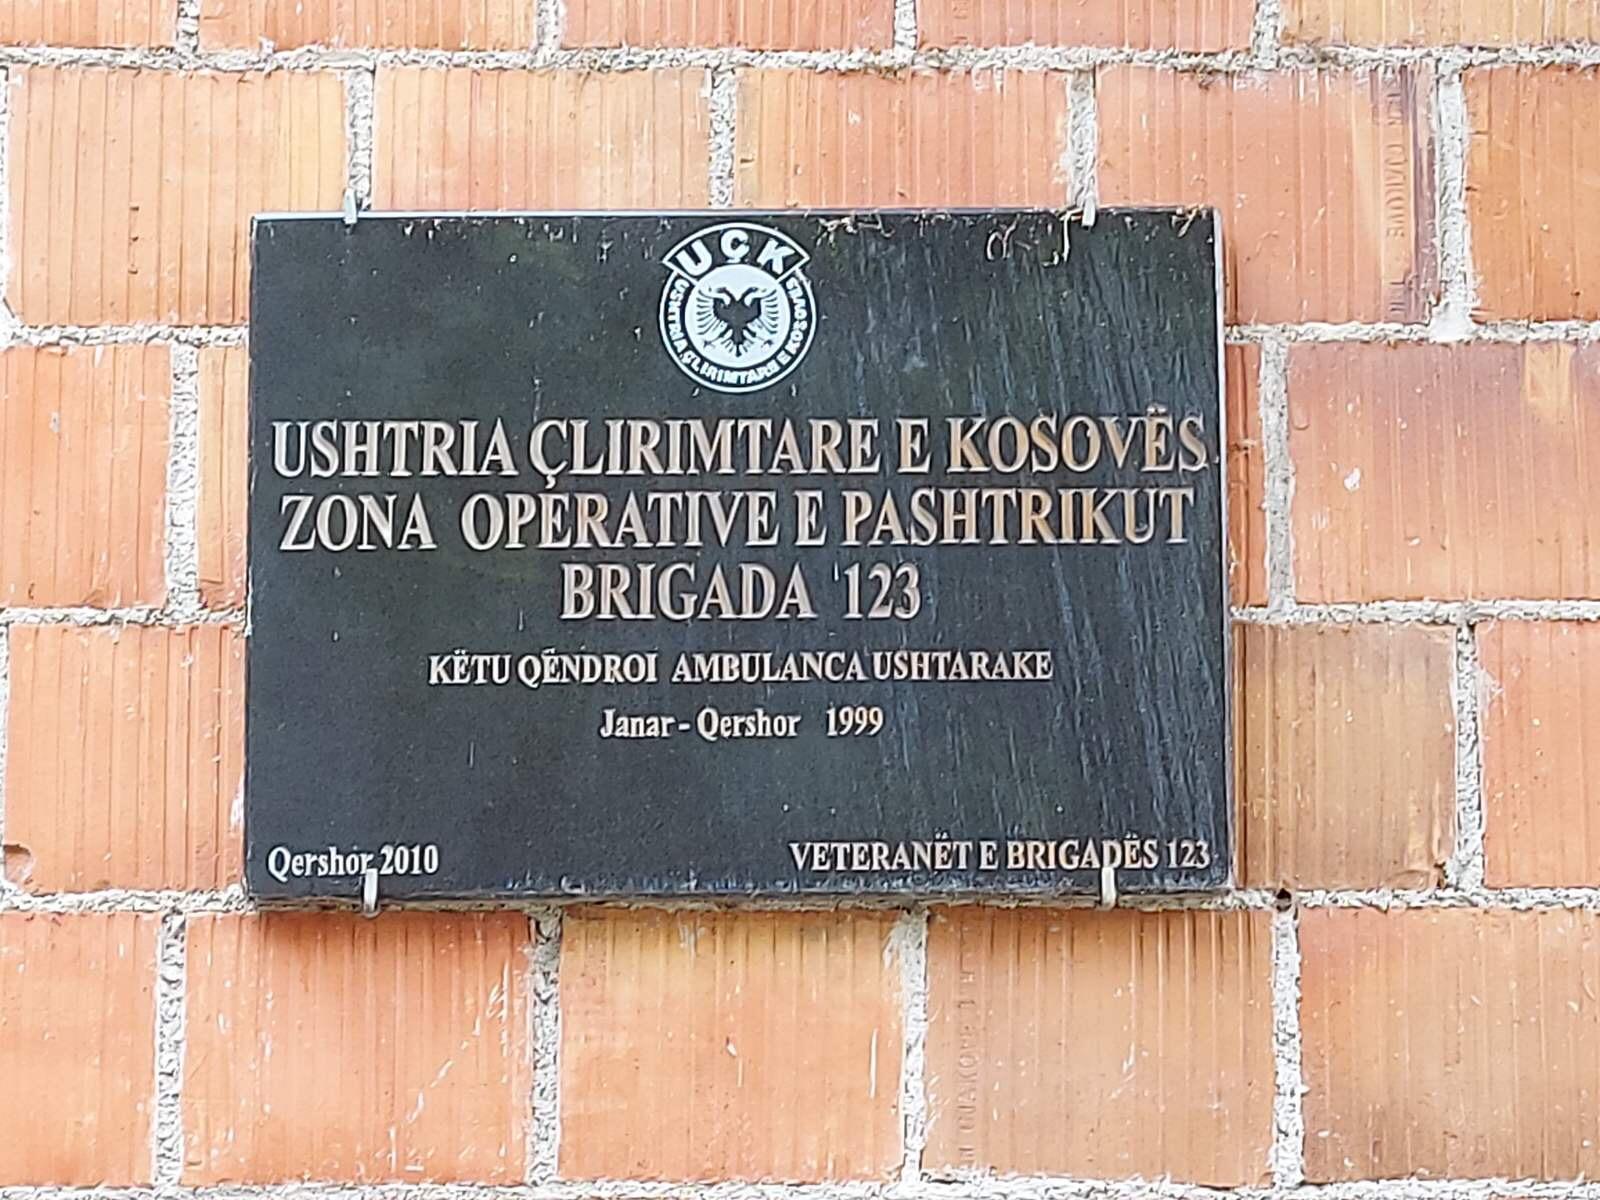 UÇK
USHTRIA ÇLIRIMTARE E KOSOVËS
USHTRIA ÇLIRIMTARE E KOSOVËS
ZONA OPERATIVE E PASHTRIKUT
BRIGADA 123
KËTU QËNDROI AMBULANCA USHTARAKE
Janar - Qershor 1999
Qershor 2010
VETERANËT E BRIGADËS 123